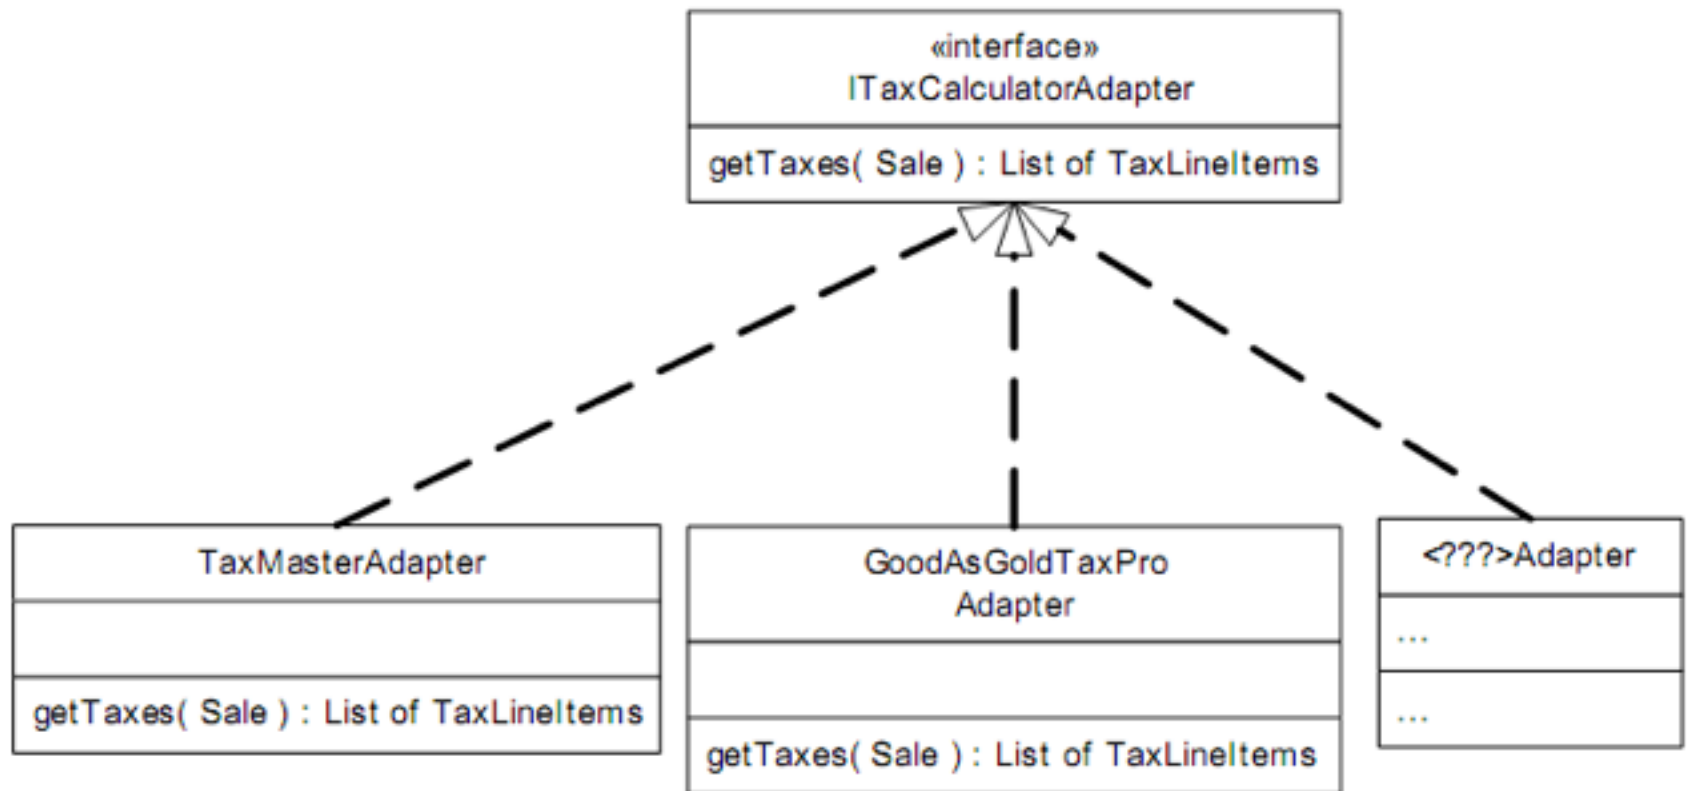 «interface»
ITaxCalculatorAdapter
getTaxes( Sale ) : List of TaxLineItems
TaxMasterAdapter
getTaxes( Sale ) : List of TaxLineItems
GoodAsGoldTaxPro
Adapter
getTaxes( Sale ) : List of TaxLineItems
<???>Adapter
...
...